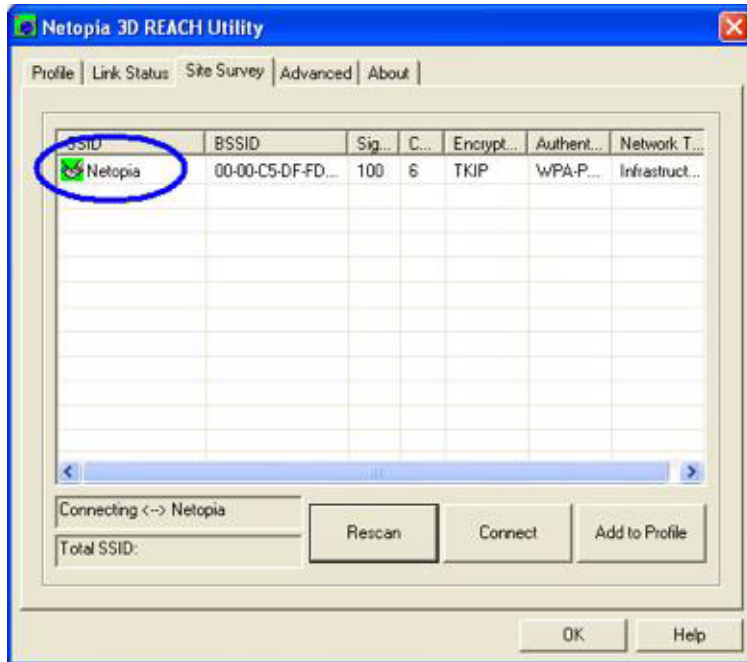 Netopia 3D REACH Utility
Profile Link Status Site Survey Advanced About
SSID BSSID Sig... C... Encrypt... Authent... Network T...
Netopia 00-00-C5-DF-FD... 100 6 TKIP WPA-P... Infrastruct...
Connecting <--> Netopia
Total SSID:
Rescan Connect Add to Profile
OK Help